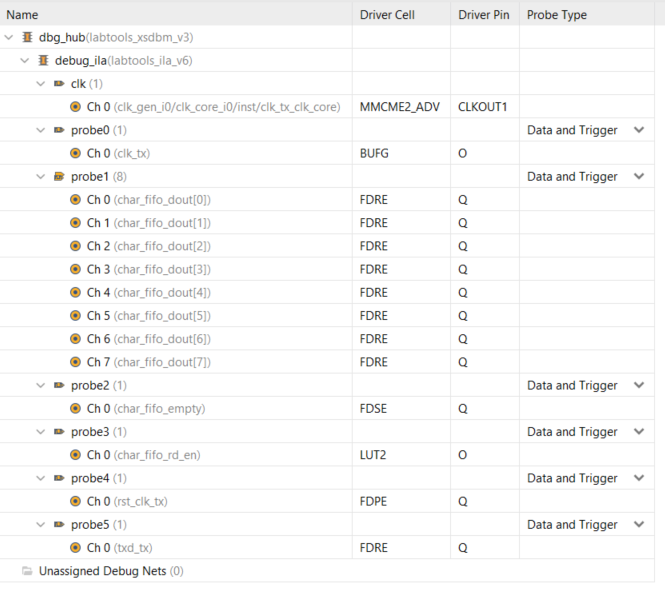 Name Driver Cell Driver Pin Probe Type
dbg_hub(labtools_xsdbm_v3)
debug_ila(labtools_ila_v6)
clk (1)
Ch 0 (clk_gen_i0/clk_core_i0/inst/clk_tx_clk_core) MMCME2_ADV CLKOUT1
probe0 (1) Data and Trigger
Ch 0 (clk_tx) BUFG O
probe1 (8) Data and Trigger
Ch 0 (char_fifo_dout[0]) FDRE Q
Ch 1 (char_fifo_dout[1]) FDRE Q
Ch 2 (char_fifo_dout[2]) FDRE Q
Ch 3 (char_fifo_dout[3]) FDRE Q
Ch 4 (char_fifo_dout[4]) FDRE Q
Ch 5 (char_fifo_dout[5]) FDRE Q
Ch 6 (char_fifo_dout[6]) FDRE Q
Ch 7 (char_fifo_dout[7]) FDRE Q
probe2 (1) Data and Trigger
Ch 0 (char_fifo_empty) FDSE Q
probe3 (1) Data and Trigger
Ch 0 (char_fifo_rd_en) LUT2 O
probe4 (1) Data and Trigger
Ch 0 (rst_clk_tx) FDPE Q
probe5 (1) Data and Trigger
Ch 0 (txd_tx) FDRE Q
Unassigned Debug Nets (0)